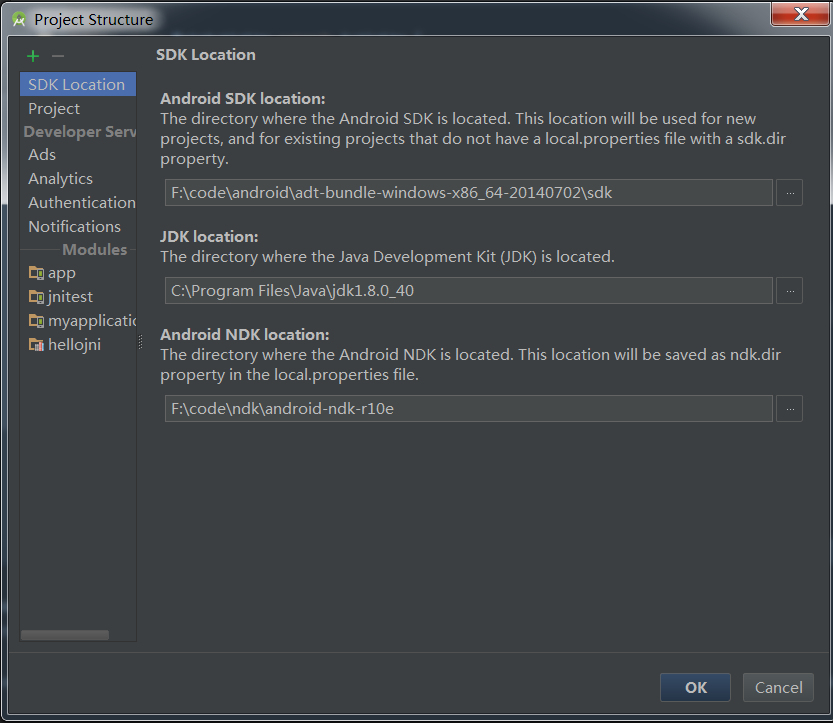 Project Structure
SDK Location
Project
Developer Serv
Ads
Analytics
Authentication
Notifications
Modules
app
jnitest
myapplicatic
hellojni
SDK Location
Android SDK location:
The directory where the Android SDK is located. This location will be used for new
projects, and for existing projects that do not have a local.properties file with a sdk.dir
property.
F:\code\android\adt-bundle-windows-x86_64-20140702\sdk
...
JDK location:
The directory where the Java Development Kit (JDK) is located.
C:\Program Files\Java\jdk1.8.0_40
...
Android NDK location:
The directory where the Android NDK is located. This location will be saved as ndk.dir
property in the local.properties file.
F:\code\ndk\android-ndk-r10e
...
OK
Cancel